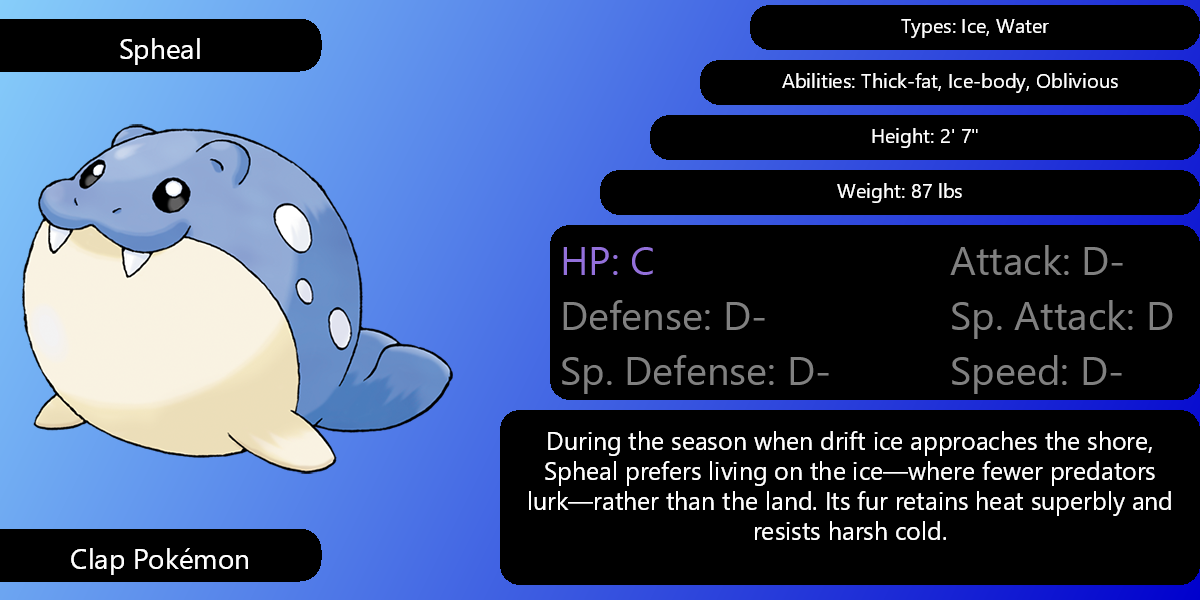 Spheal
Types: Ice, Water
Abilities: Thick-fat, Ice-body, Oblivious
Height: 2' 7"
Weight: 87 lbs
HP: C
Attack: D-
Defense: D-
Sp. Attack: D
Sp. Defense: D-
Speed: D-
During the season when drift ice approaches the shore,
Spheal prefers living on the ice—where fewer predators
lurk—rather than the land. Its fur retains heat superbly and
resists harsh cold.
Clap Pokémon